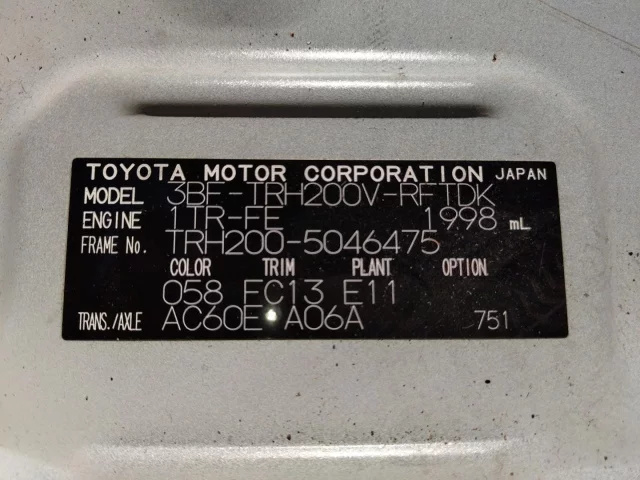 TOYOTA MOTOR CORPORATION JAPAN
MODEL 3BF-TRH200V-RFTDK
ENGINE 1TR-FE 1998 mL
FRAME No. TRH200-5046475
COLOR TRIM PLANT OPTION
058 FC13 E11
TRANS./AXLE AC60E A06A 751